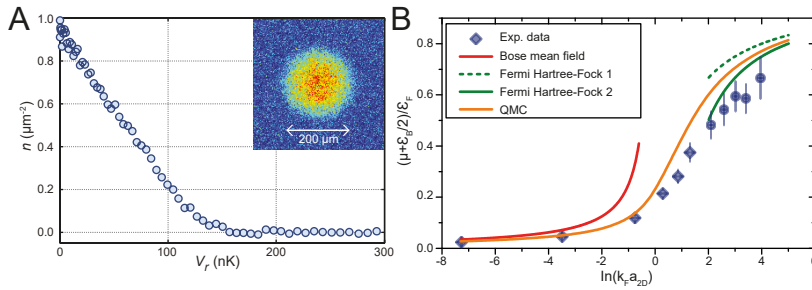 A
n (μm⁻²)
1.0
0.8
0.6
0.4
0.2
0.0
0
100
200
300
V_r (nK)
200 μm
B
(μ+ε_B/2)/ε_F
0.8
0.6
0.4
0.2
0.0
-8
-6
-4
-2
0
2
4
6
ln(k_F a_2D)
Exp. data
Bose mean field
Fermi Hartree-Fock 1
Fermi Hartree-Fock 2
QMC